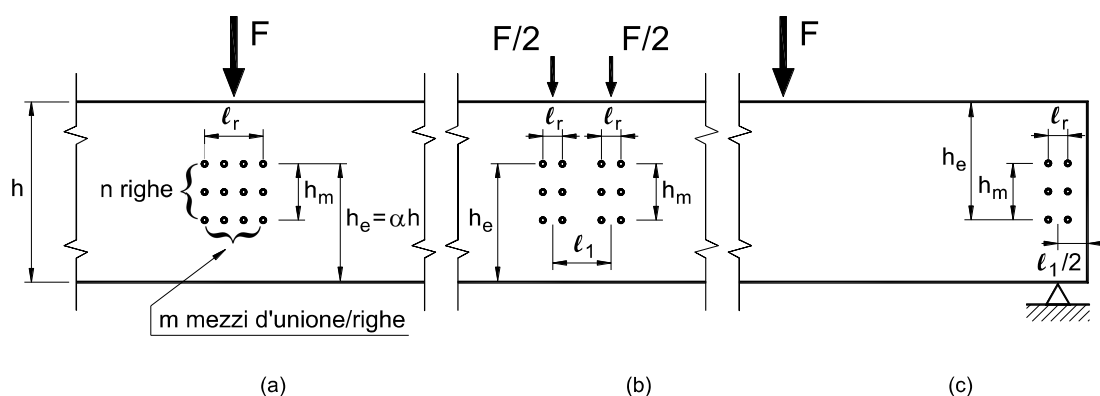 F
F/2 F/2
F
ℓr
ℓr ℓr
ℓr
h
n righe
hm
he = αh
he
hm
he
hm
ℓ1
ℓ1/2
m mezzi d'unione/righe
(a) (b) (c)